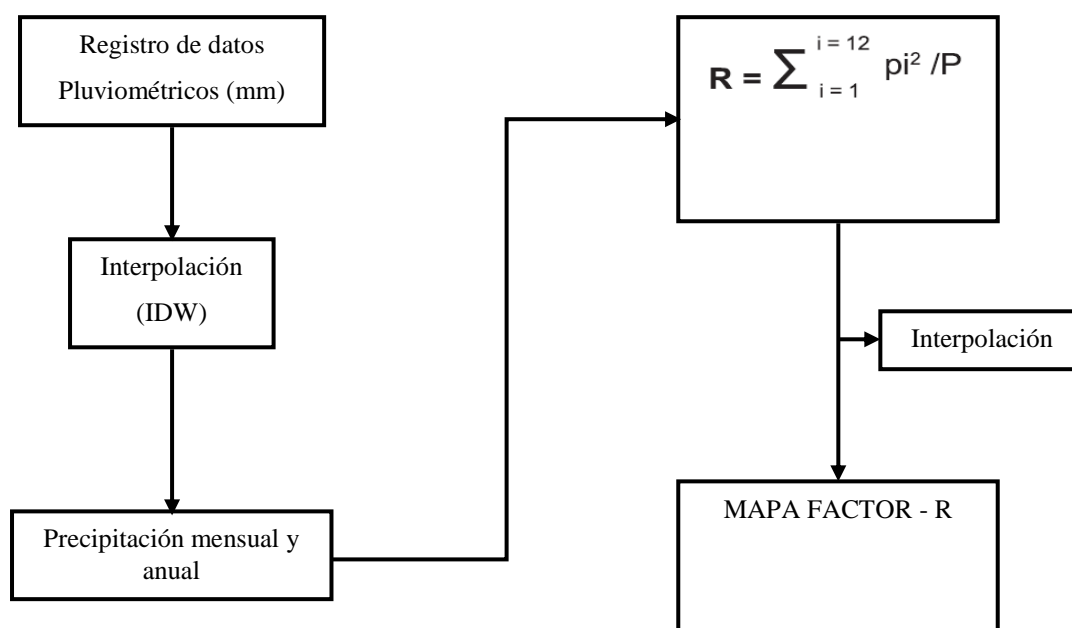 Registro de datos
Pluviométricos (mm)
Interpolación
(IDW)
Precipitación mensual y
anual
R = ∑ i = 1 i = 12 pi² /P
Interpolación
MAPA FACTOR - R